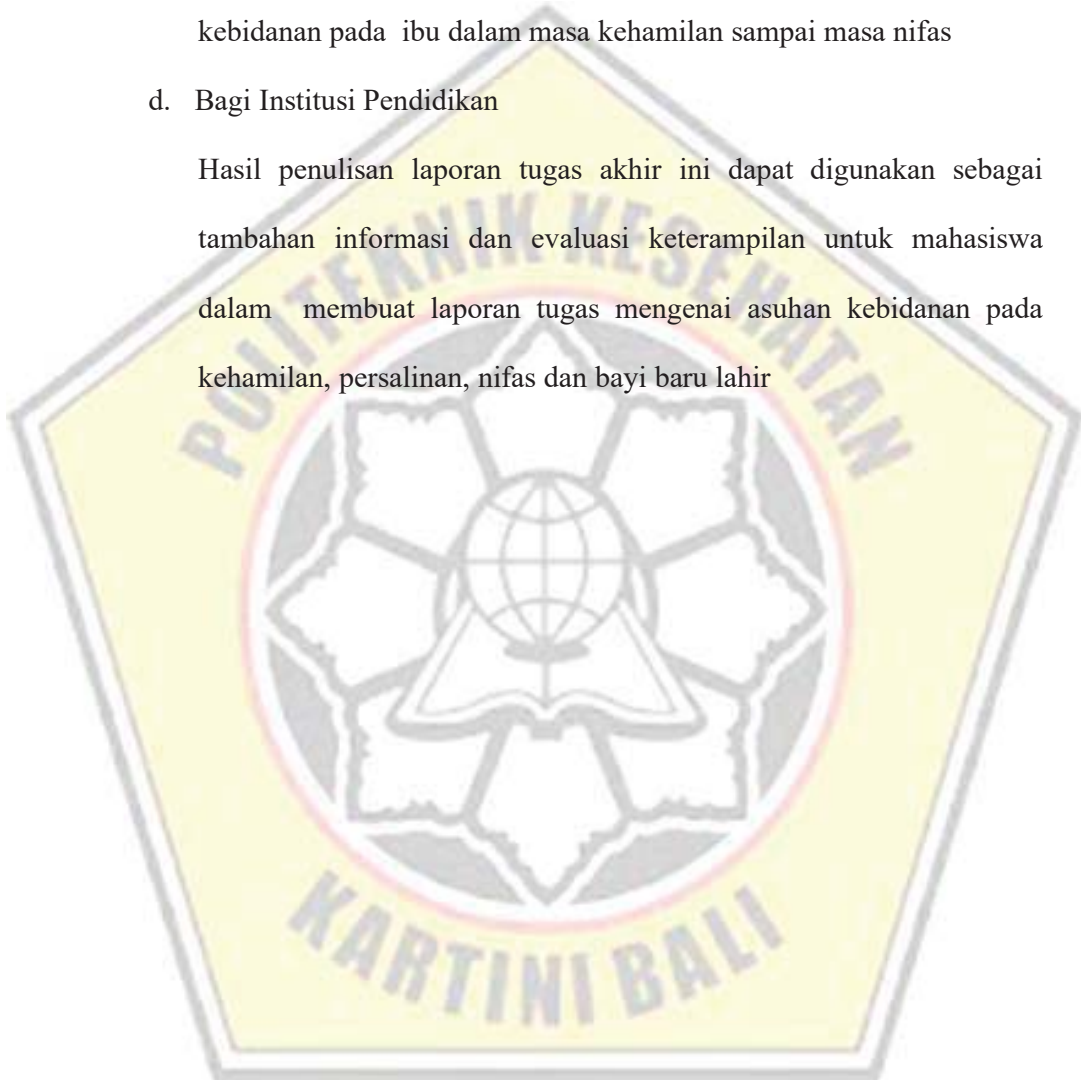 kebidanan pada ibu dalam masa kehamilan sampai masa nifas
d. Bagi Institusi Pendidikan
Hasil penulisan laporan tugas akhir ini dapat digunakan sebagai
tambahan informasi dan evaluasi keterampilan untuk mahasiswa
dalam membuat laporan tugas mengenai asuhan kebidanan pada
kehamilan, persalinan, nifas dan bayi baru lahir
POLITEKNIK KESEHATAN
KARTINI BALI